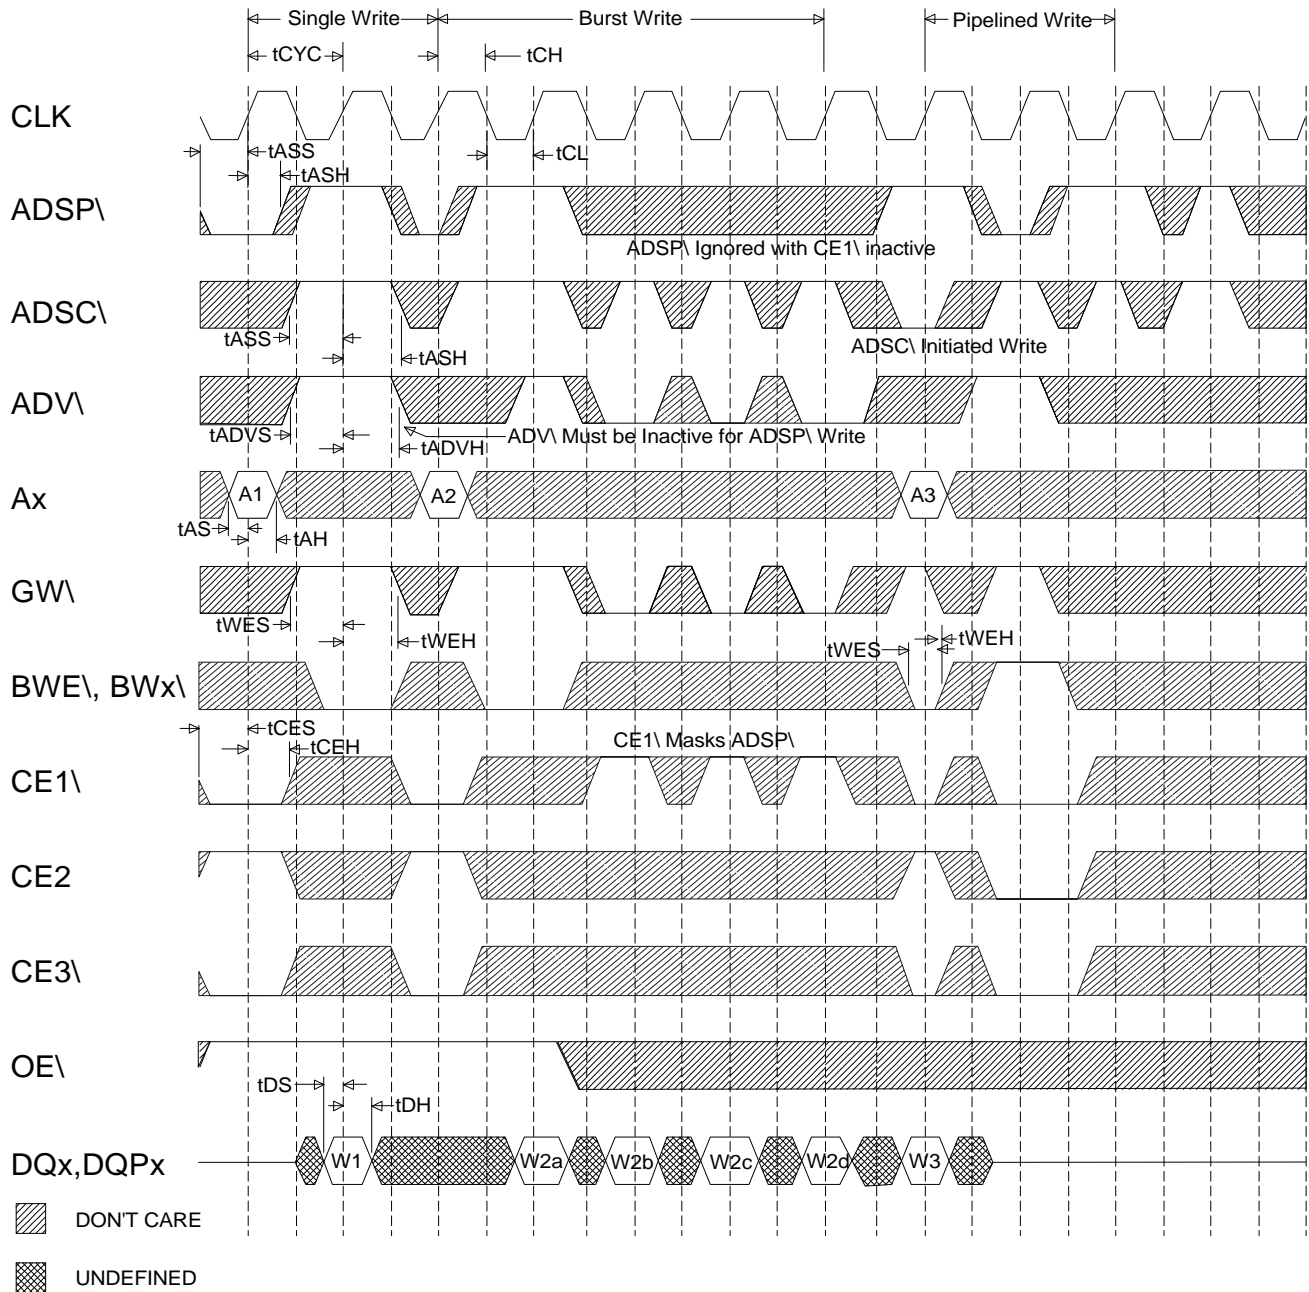 Single Write Burst Write Pipelined Write
tCYC tCH
CLK
tASS tCL
tASH
ADSP\
ADSP\ Ignored with CE1\ inactive
ADSC\
tASS tASH ADSC\ Initiated Write
ADV\
tADVS tADVH ADV\ Must be Inactive for ADSP\ Write
Ax A1 A2 A3
tAS tAH
GW\
tWES tWEH tWES tWEH
BWE\, BWx\
tCES
tCEH CE1\ Masks ADSP\
CE1\
CE2
CE3\
OE\
tDS tDH
DQx,DQPx W1 W2a W2b W2c W2d W3
DON'T CARE
UNDEFINED